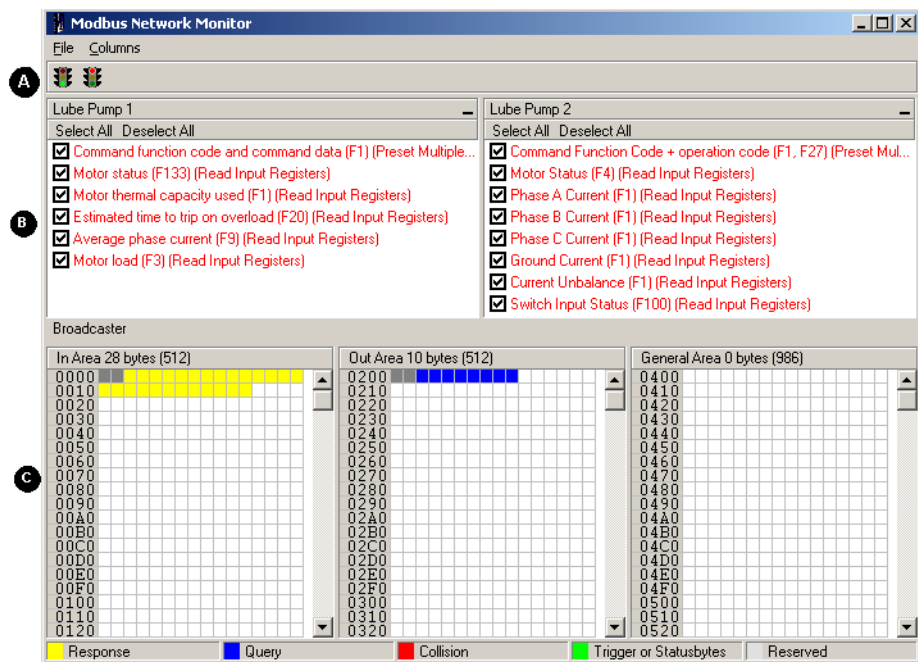 Modbus Network Monitor
File Columns
A
Lube Pump 1
Select All Deselect All
Command function code and command data (F1) (Preset Multiple...
Motor status (F133) (Read Input Registers)
Motor thermal capacity used (F1) (Read Input Registers)
Estimated time to trip on overload (F20) (Read Input Registers)
Average phase current (F9) (Read Input Registers)
Motor load (F3) (Read Input Registers)
B
Lube Pump 2
Select All Deselect All
Command Function Code + operation code (F1, F27) (Preset Mul...
Motor Status (F4) (Read Input Registers)
Phase A Current (F1) (Read Input Registers)
Phase B Current (F1) (Read Input Registers)
Phase C Current (F1) (Read Input Registers)
Ground Current (F1) (Read Input Registers)
Current Unbalance (F1) (Read Input Registers)
Switch Input Status (F100) (Read Input Registers)
Broadcaster
C
In Area 28 bytes (512)
0000
0010
0020
0030
0040
0050
0060
0070
0080
0090
00A0
00B0
00C0
00D0
00E0
00F0
0100
0110
0120
Out Area 10 bytes (512)
0200
0210
0220
0230
0240
0250
0260
0270
0280
0290
02A0
02B0
02C0
02D0
02E0
02F0
0300
0310
0320
General Area 0 bytes (986)
0400
0410
0420
0430
0440
0450
0460
0470
0480
0490
04A0
04B0
04C0
04D0
04E0
04F0
0500
0510
0520
Response Query Collision Trigger or Statusbytes Reserved